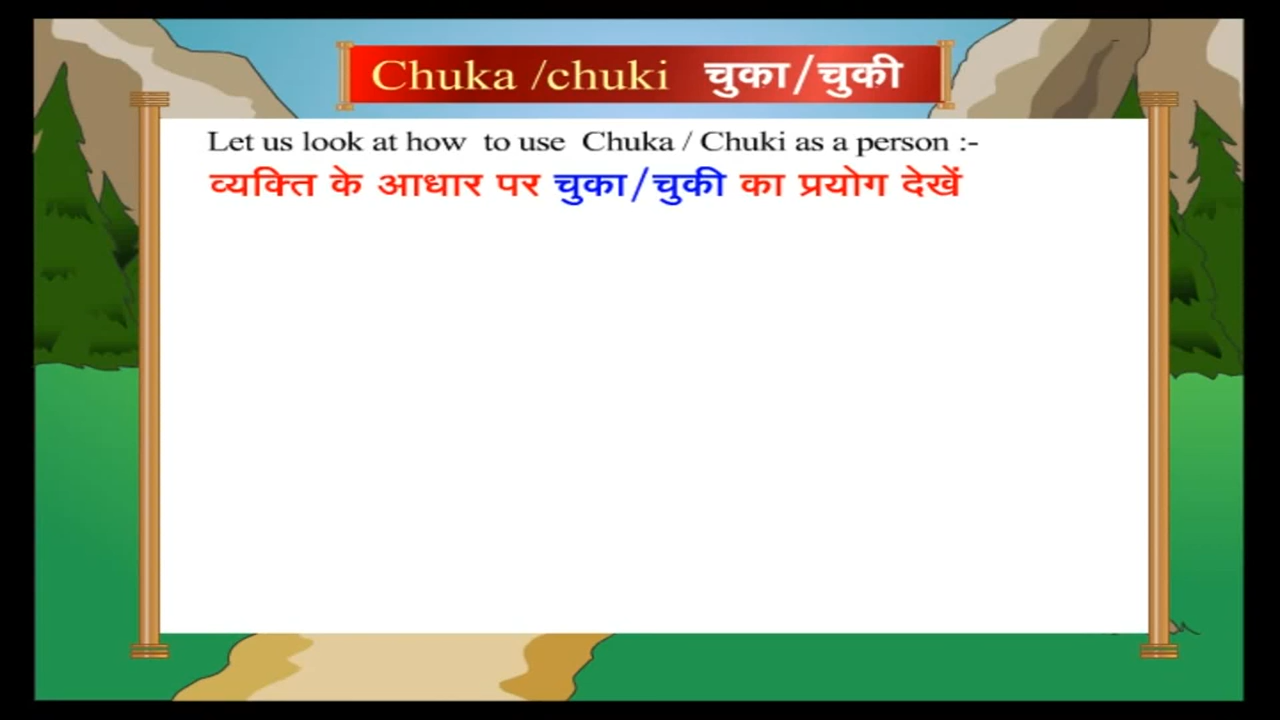 Chuka /chuki चुका/चुकी
Let us look at how to use Chuka / Chuki as a person :-
व्यक्ति के आधार पर चुका/चुकी का प्रयोग देखें